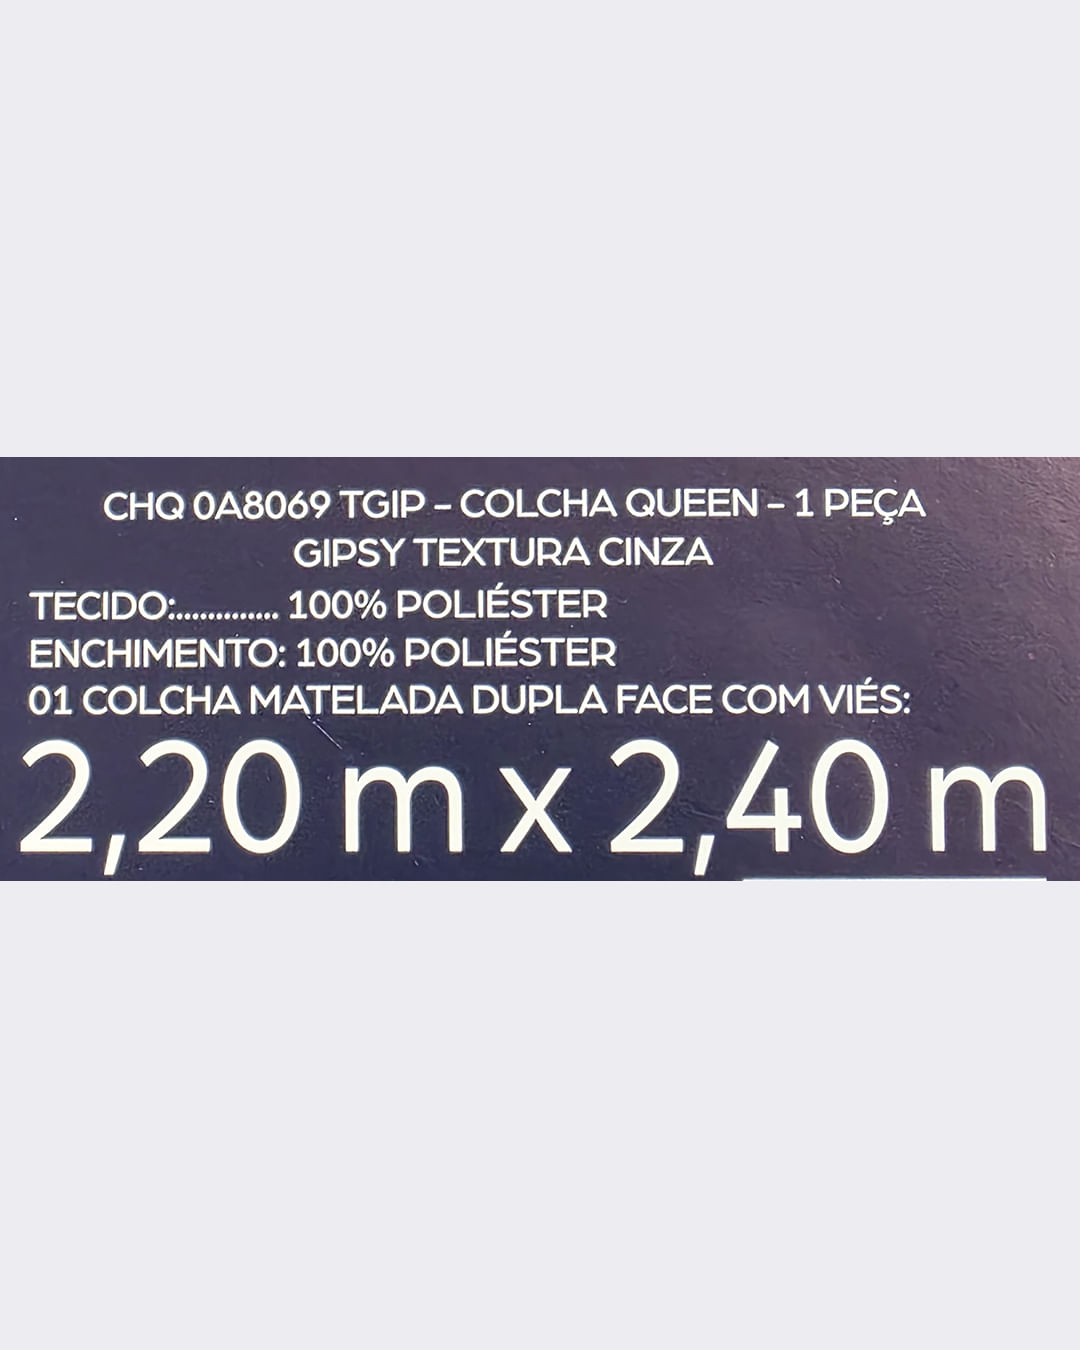 CHQ 0A8069 TGIP – COLCHA QUEEN – 1 PEÇA
GIPSY TEXTURA CINZA
TECIDO:............. 100% POLIÉSTER
ENCHIMENTO: 100% POLIÉSTER
01 COLCHA MATELADA DUPLA FACE COM VIÉS:
2,20 m x 2,40 m